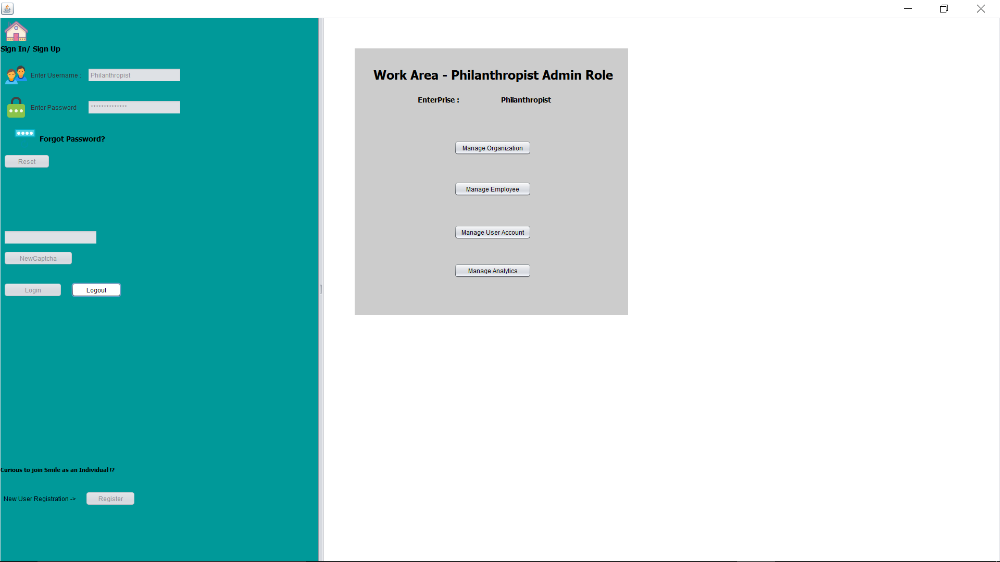 Sign In/ Sign Up
Enter Username :
Philanthropist
Enter Password
**************
Forgot Password?
Reset
NewCaptcha
Login
Logout
Curious to join Smile as an Individual !?
New User Registration ->
Register
Work Area - Philanthropist Admin Role
EnterPrise :
Philanthropist
Manage Organization
Manage Employee
Manage User Account
Manage Analytics